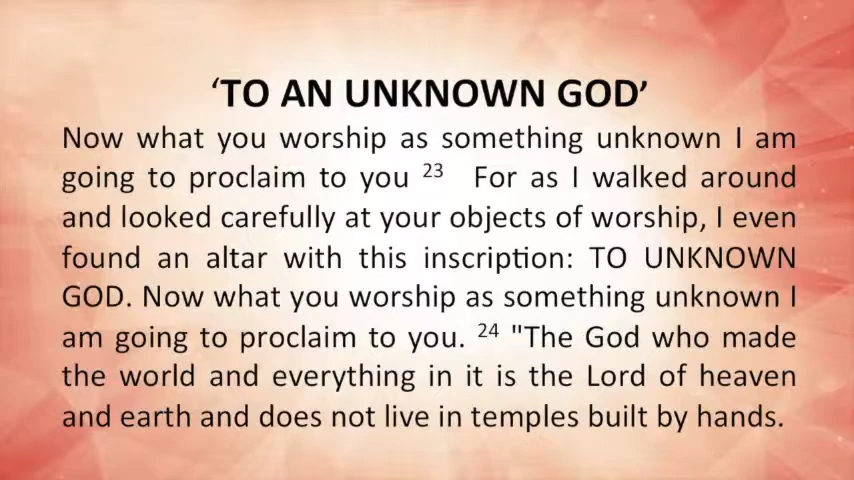 ‘TO AN UNKNOWN GOD’
Now what you worship as something unknown I am
going to proclaim to you 23 For as I walked around
and looked carefully at your objects of worship, I even
found an altar with this inscription: TO UNKNOWN
GOD. Now what you worship as something unknown I
am going to proclaim to you. 24 "The God who made
the world and everything in it is the Lord of heaven
and earth and does not live in temples built by hands.